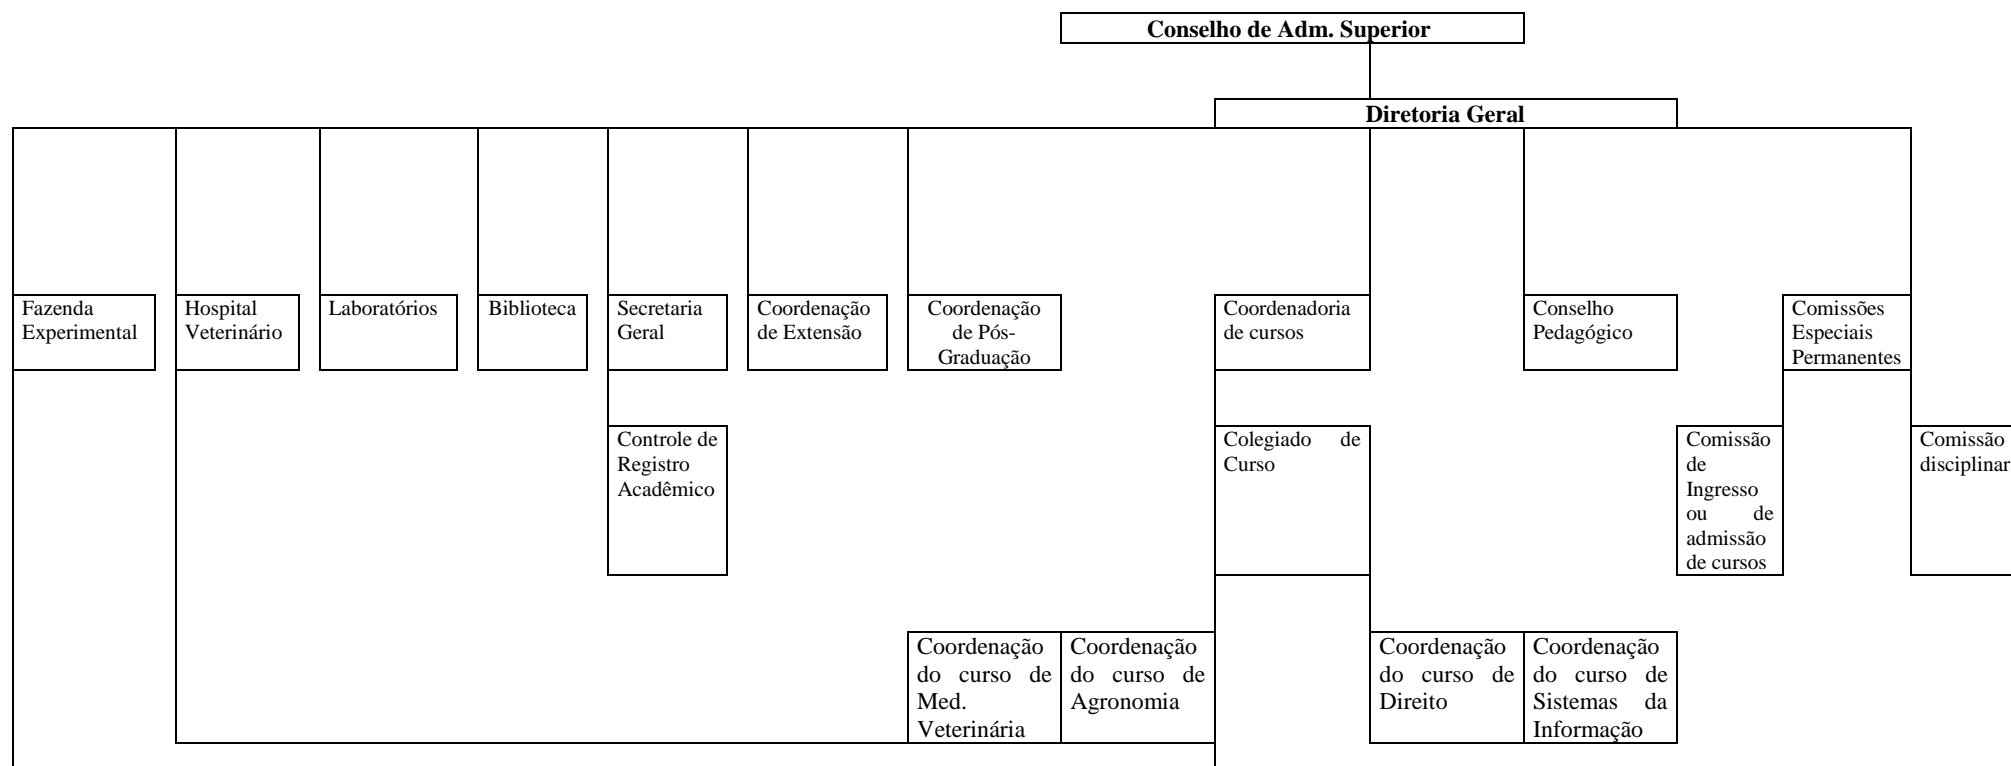 Conselho de Adm. Superior
Diretoria Geral
Fazenda
Experimental
Hospital
Veterinário
Laboratórios
Biblioteca
Secretaria
Geral
Coordenação
de Extensão
Coordenação
de Pós-
Graduação
Coordenadoria
de cursos
Conselho
Pedagógico
Comissões
Especiais
Permanentes
Controle de
Registro
Acadêmico
Colegiado de
Curso
Comissão
de
Ingresso
ou de
admissão
de cursos
Comissão
disciplinar
Coordenação
do curso de
Med.
Veterinária
Coordenação
do curso de
Agronomia
Coordenação
do curso de
Direito
Coordenação
do curso de
Sistemas da
Informação